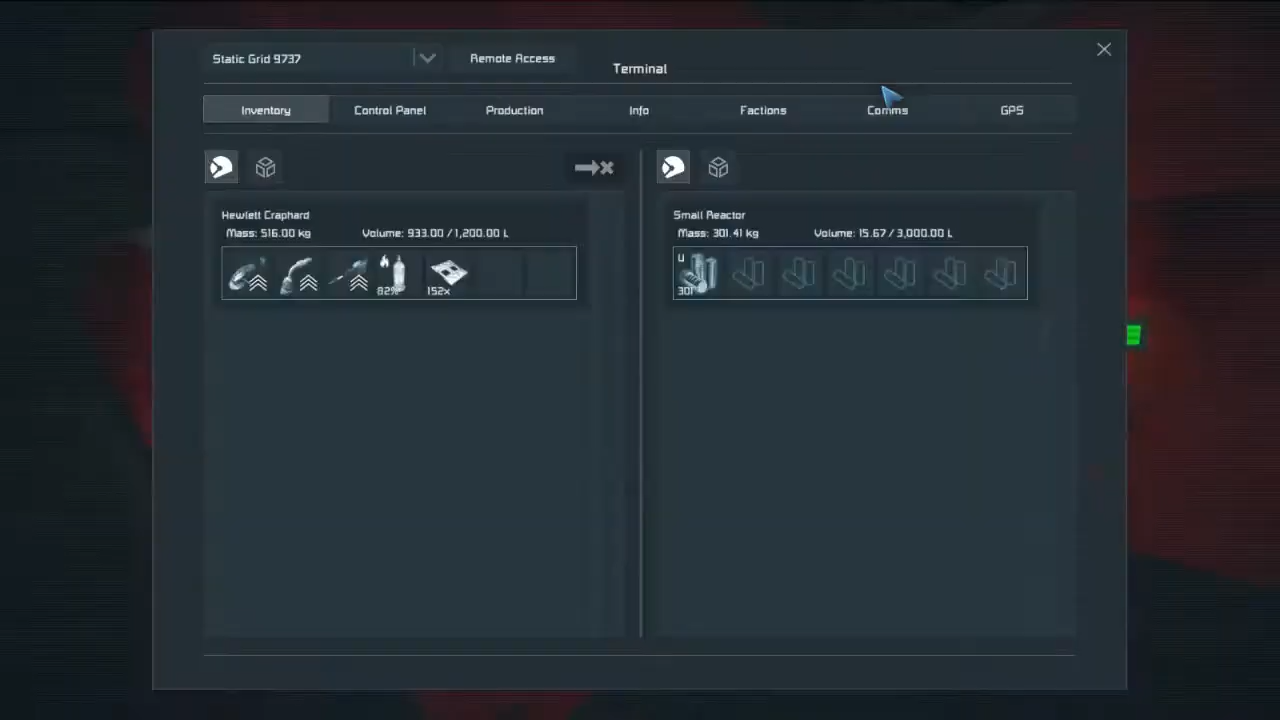 Static Grid 9737
Remote Access
Terminal
Inventory
Control Panel
Production
Info
Factions
Comms
GPS
Hewlett Craphard
Mass: 516.00 kg
Volume: 933.00 / 1,200.00 L
82%
152x
Small Reactor
Mass: 301.41 kg
Volume: 15.67 / 3,000.00 L
U
301